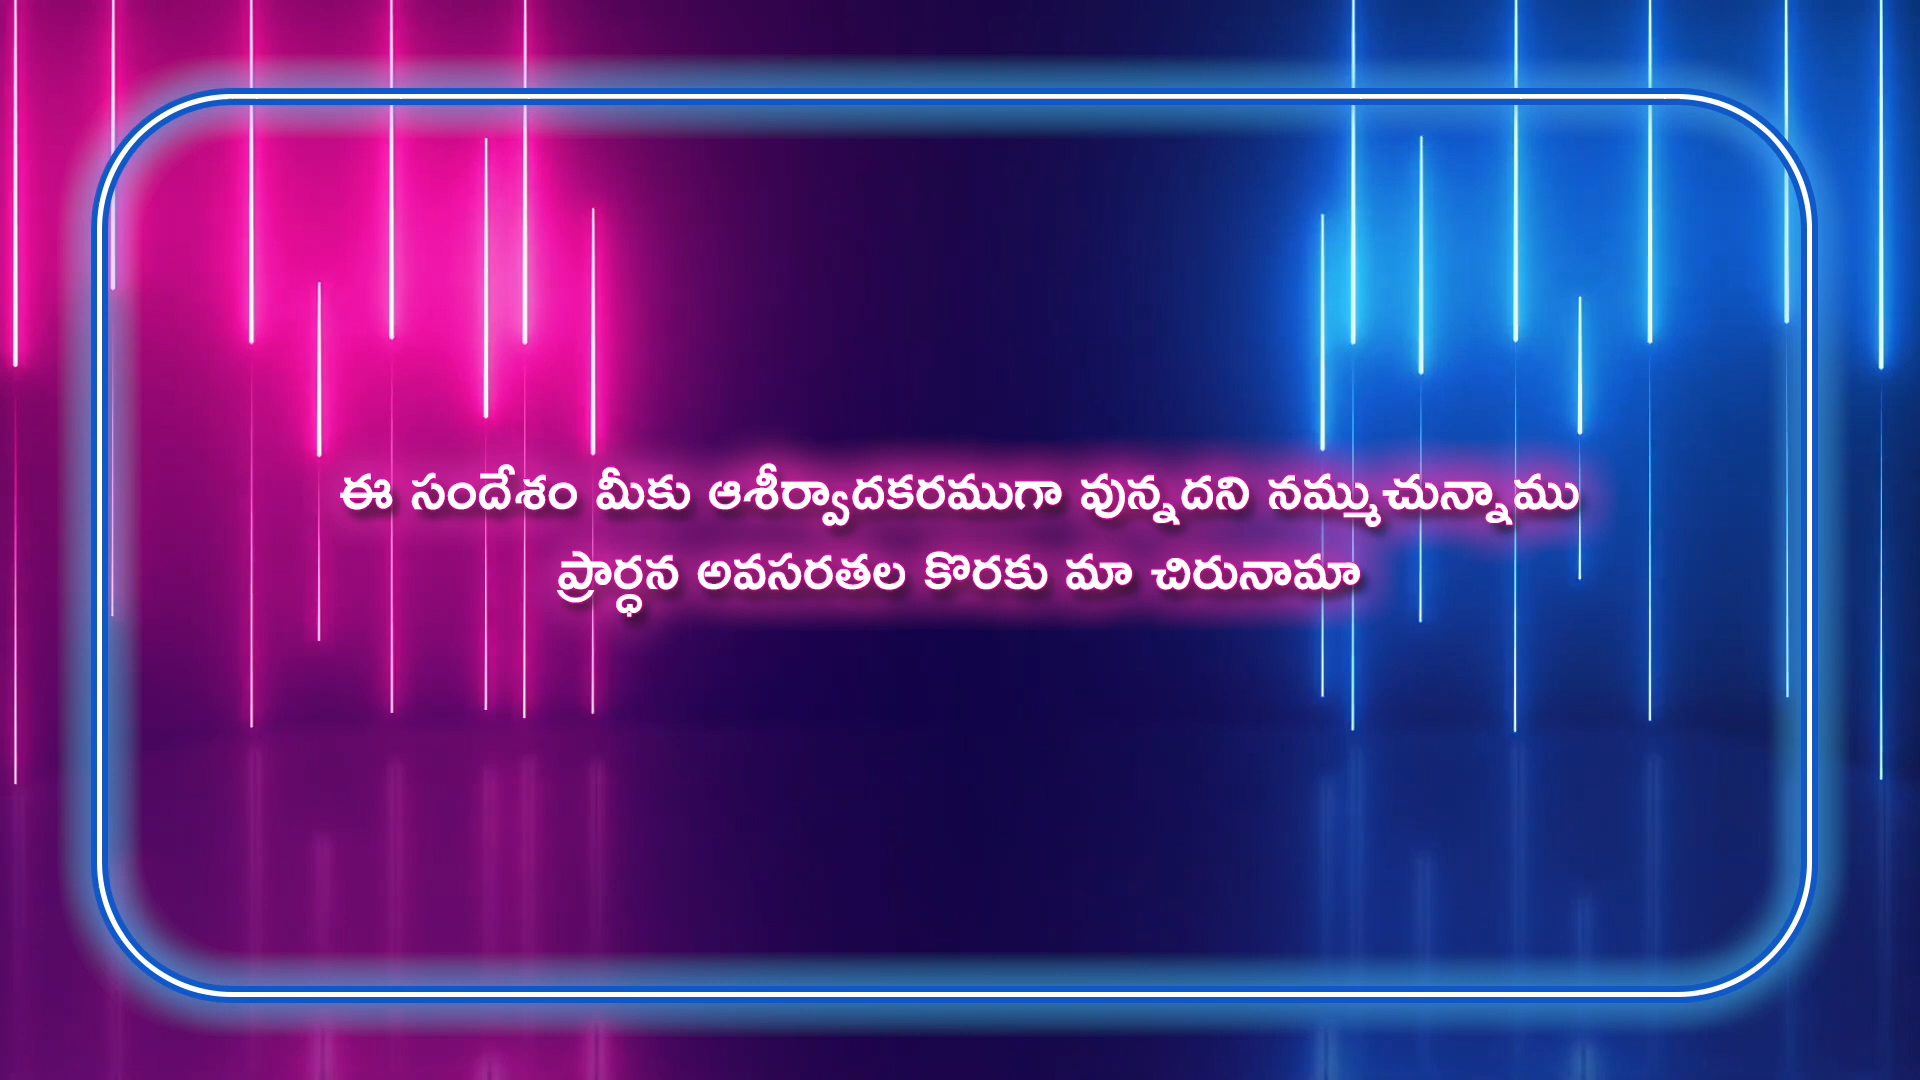 ఈ సందేశం మీకు ఆశీర్వాదకరముగా వున్నదని నమ్ముచున్నాము
ప్రార్ధన అవసరతల కొరకు మా చిరునామా